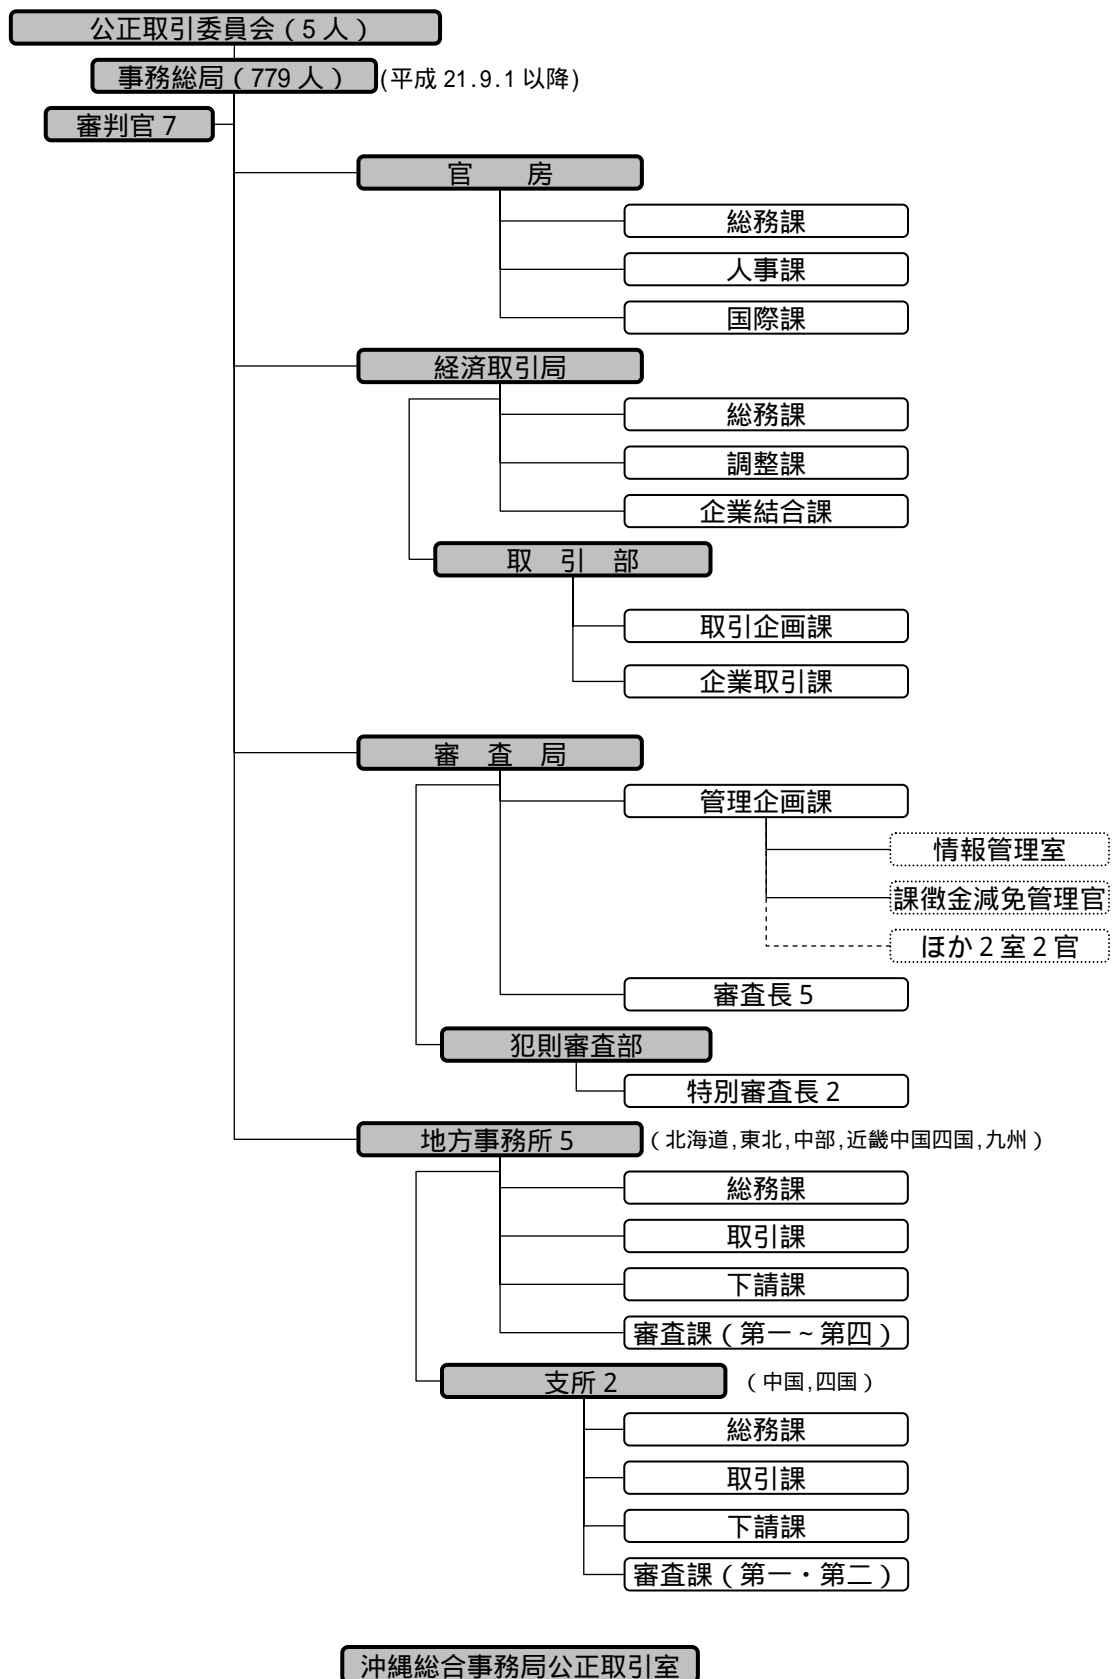 公正取引委員会（5人）
事務総局（779人） (平成 21.9.1 以降)
審判官 7
官　房
総務課
人事課
国際課
経済取引局
総務課
調整課
企業結合課
取　引　部
取引企画課
企業取引課
審　査　局
管理企画課
情報管理室
課徴金減免管理官
ほか 2 室 2 官
審査長 5
犯則審査部
特別審査長 2
地方事務所 5 （北海道,東北,中部,近畿中国四国,九州）
総務課
取引課
下請課
審査課（第一～第四）
支所 2 （中国,四国）
総務課
取引課
下請課
審査課（第一・第二）
沖縄総合事務局公正取引室